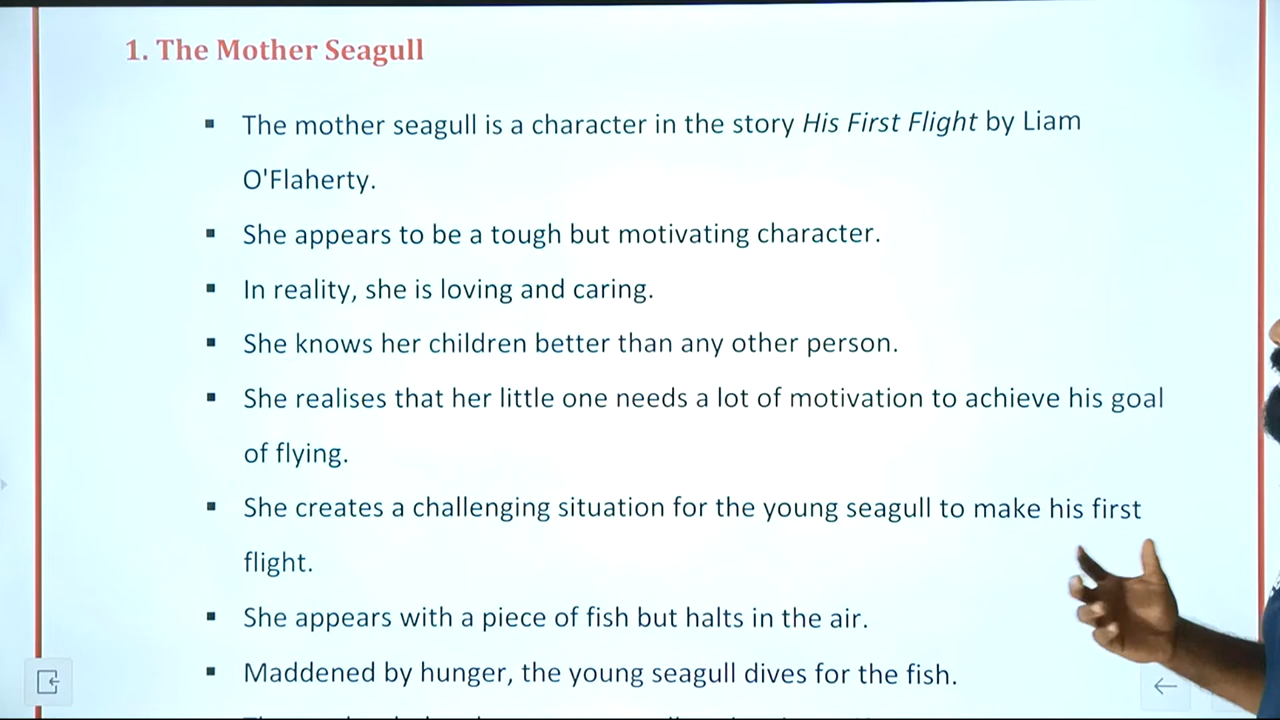 1. The Mother Seagull
▪ The mother seagull is a character in the story His First Flight by Liam
O'Flaherty.
▪ She appears to be a tough but motivating character.
▪ In reality, she is loving and caring.
▪ She knows her children better than any other person.
▪ She realises that her little one needs a lot of motivation to achieve his goal
of flying.
▪ She creates a challenging situation for the young seagull to make his first
flight.
▪ She appears with a piece of fish but halts in the air.
▪ Maddened by hunger, the young seagull dives for the fish.